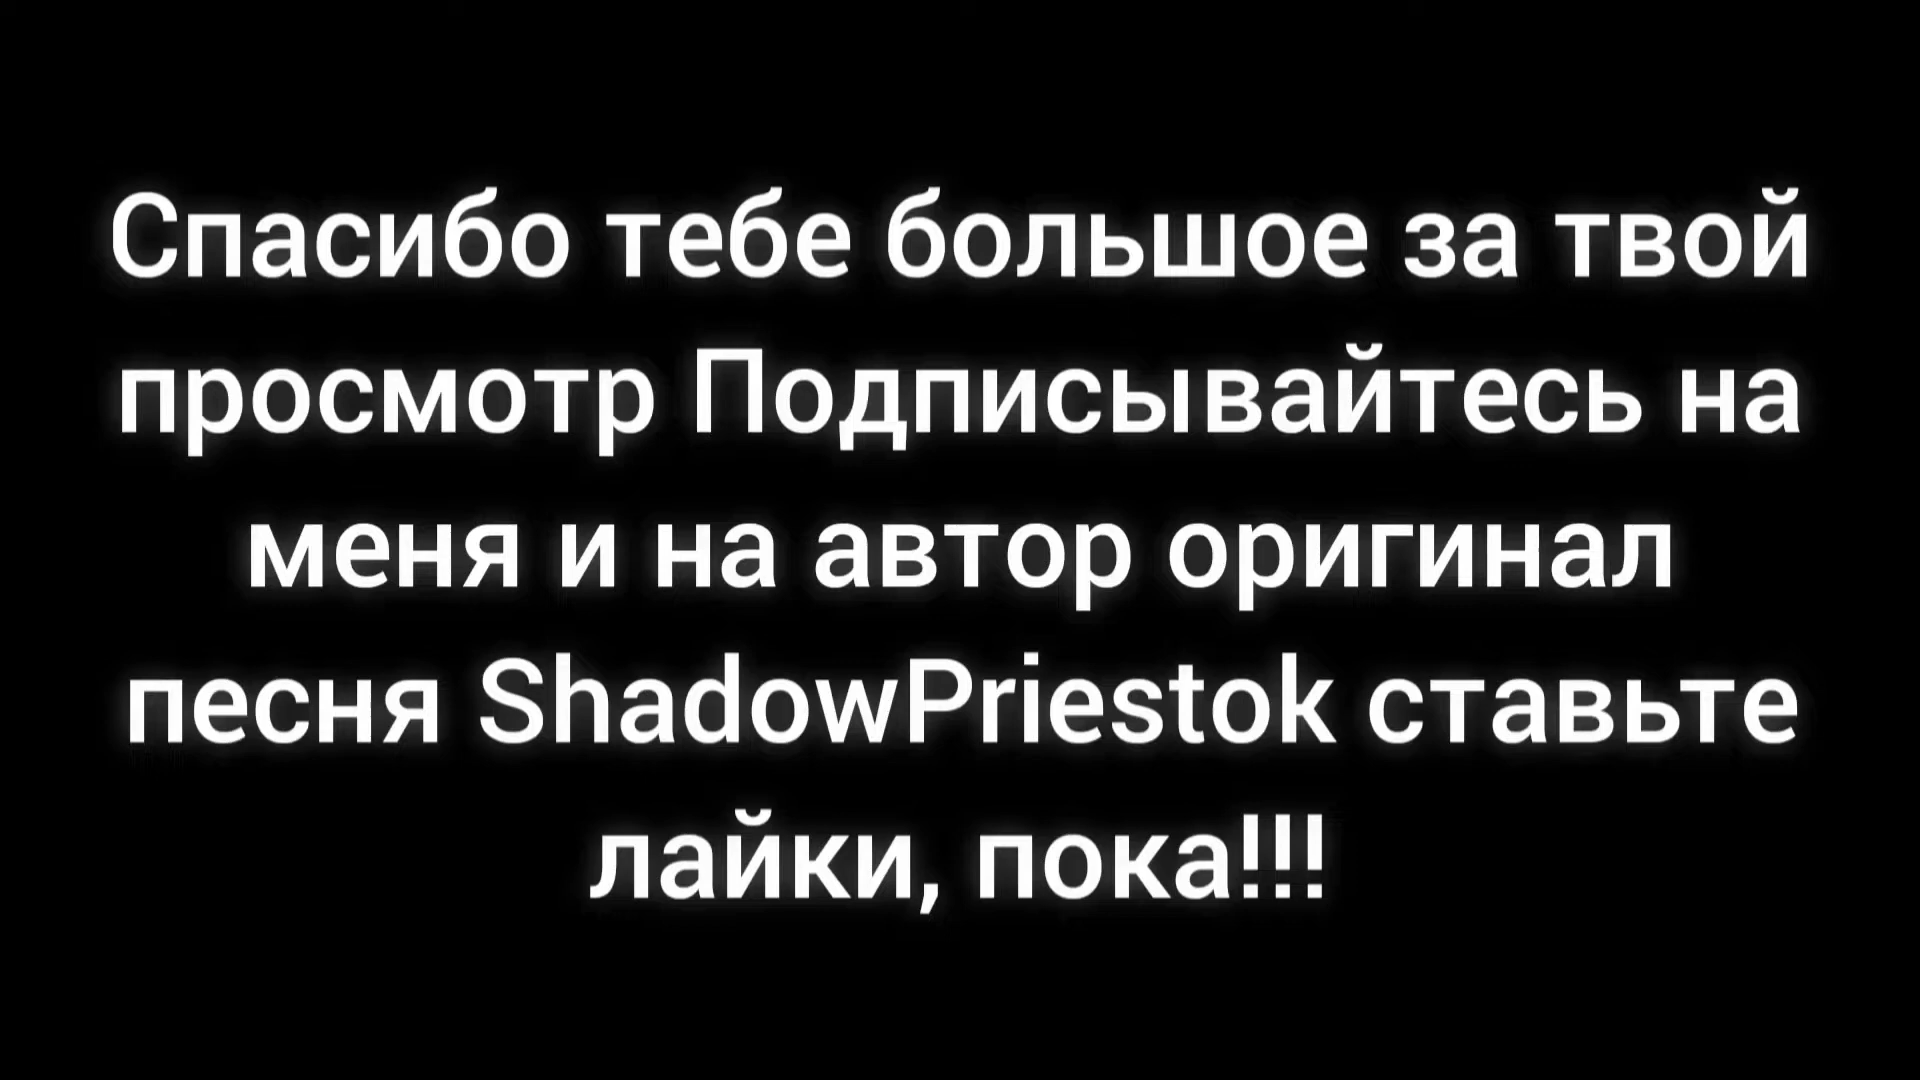 Спасибо тебе большое за твой
просмотр Подписывайтесь на
меня и на автор оригинал
песня ShadowPriestok ставьте
лайки, пока!!!